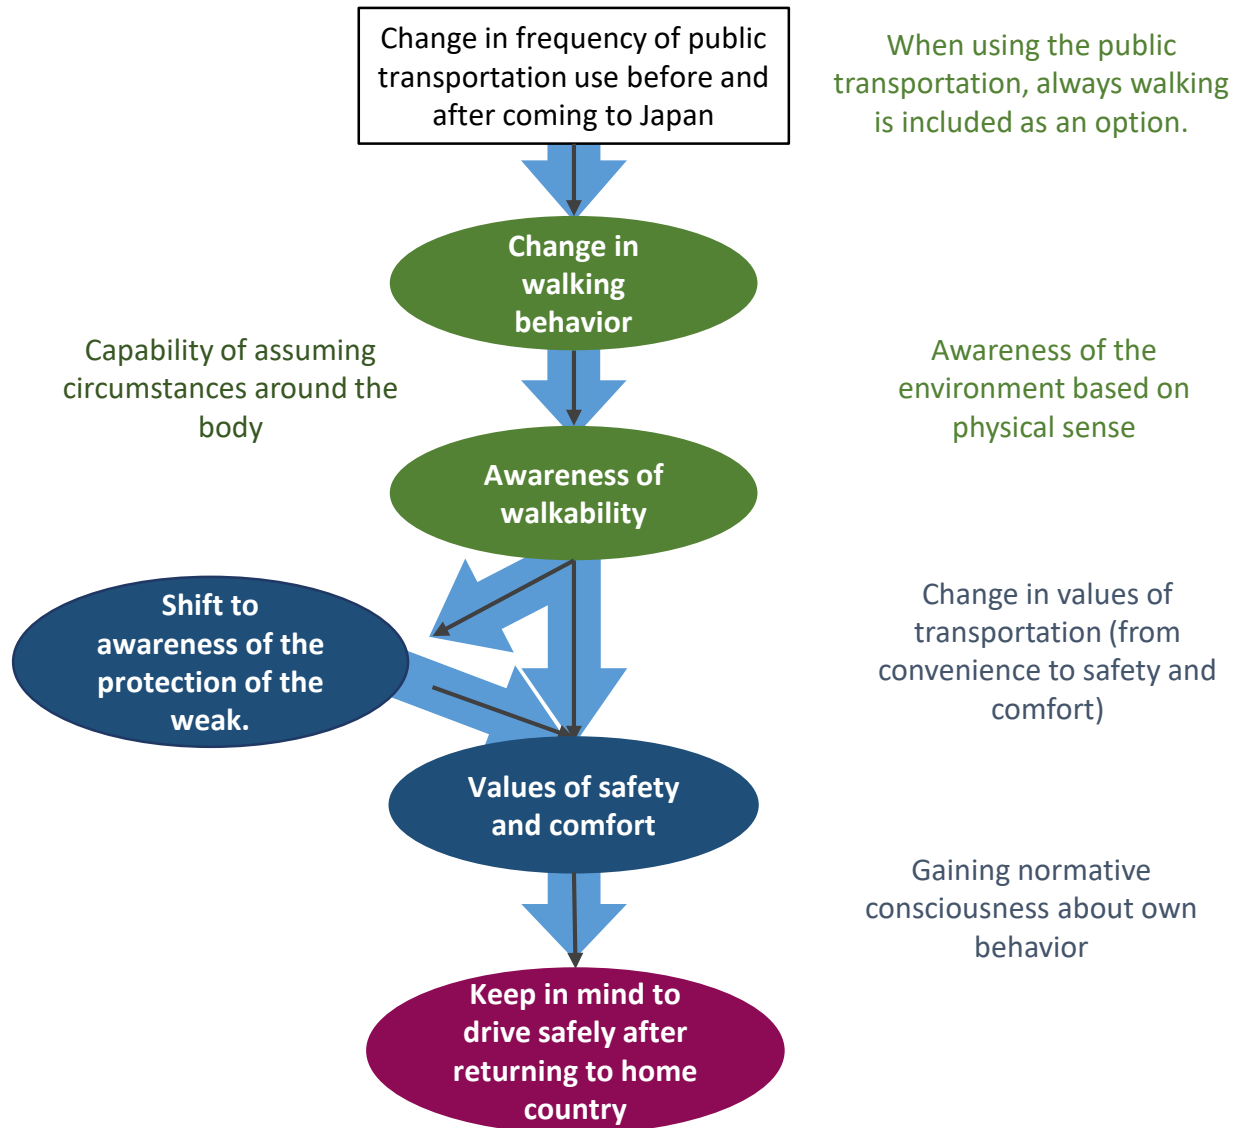 Change in frequency of public
transportation use before and
after coming to Japan
When using the public
transportation, always walking
is included as an option.
Change in
walking
behavior
Capability of assuming
circumstances around the
body
Awareness of the
environment based on
physical sense
Awareness of
walkability
Shift to
awareness of the
protection of the
weak.
Change in values of
transportation (from
convenience to safety and
comfort)
Values of safety
and comfort
Gaining normative
consciousness about own
behavior
Keep in mind to
drive safely after
returning to home
country